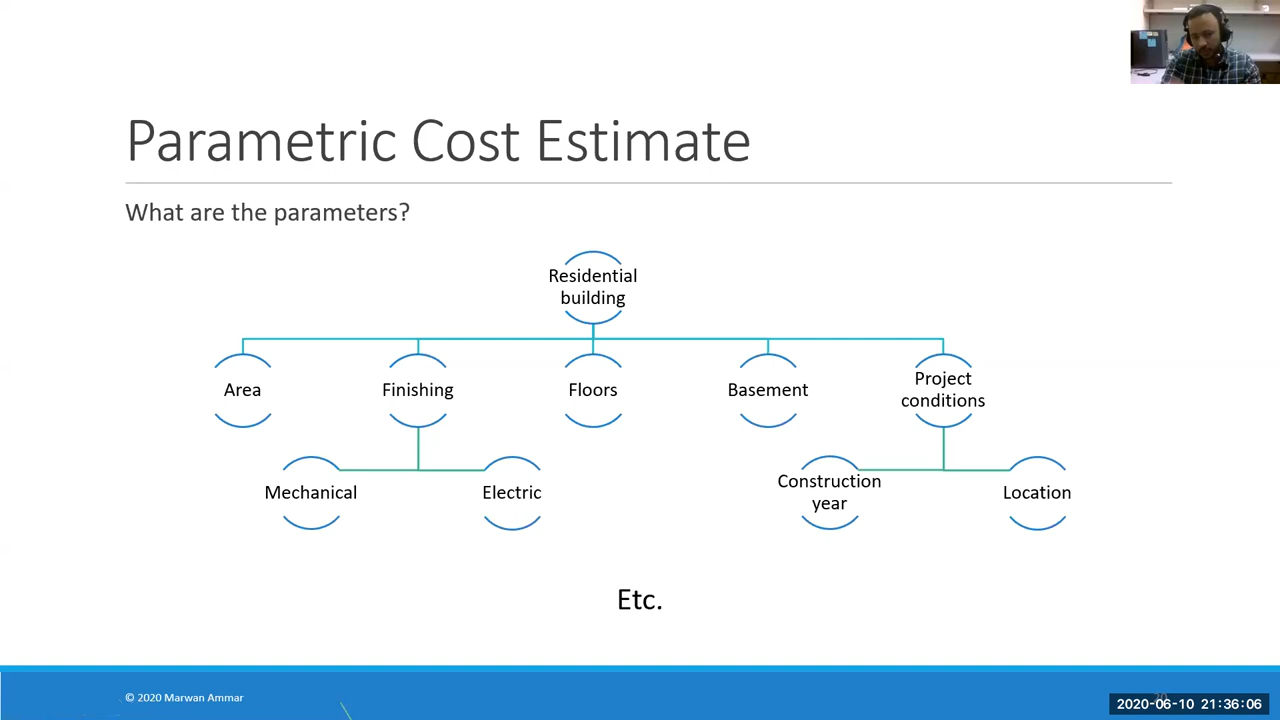 Parametric Cost Estimate
What are the parameters?
Residential
building
Area
Finishing
Floors
Basement
Project
conditions
Mechanical
Electric
Construction
year
Location
Etc.
© 2020 Marwan Ammar
2020-06-10 21:36:06